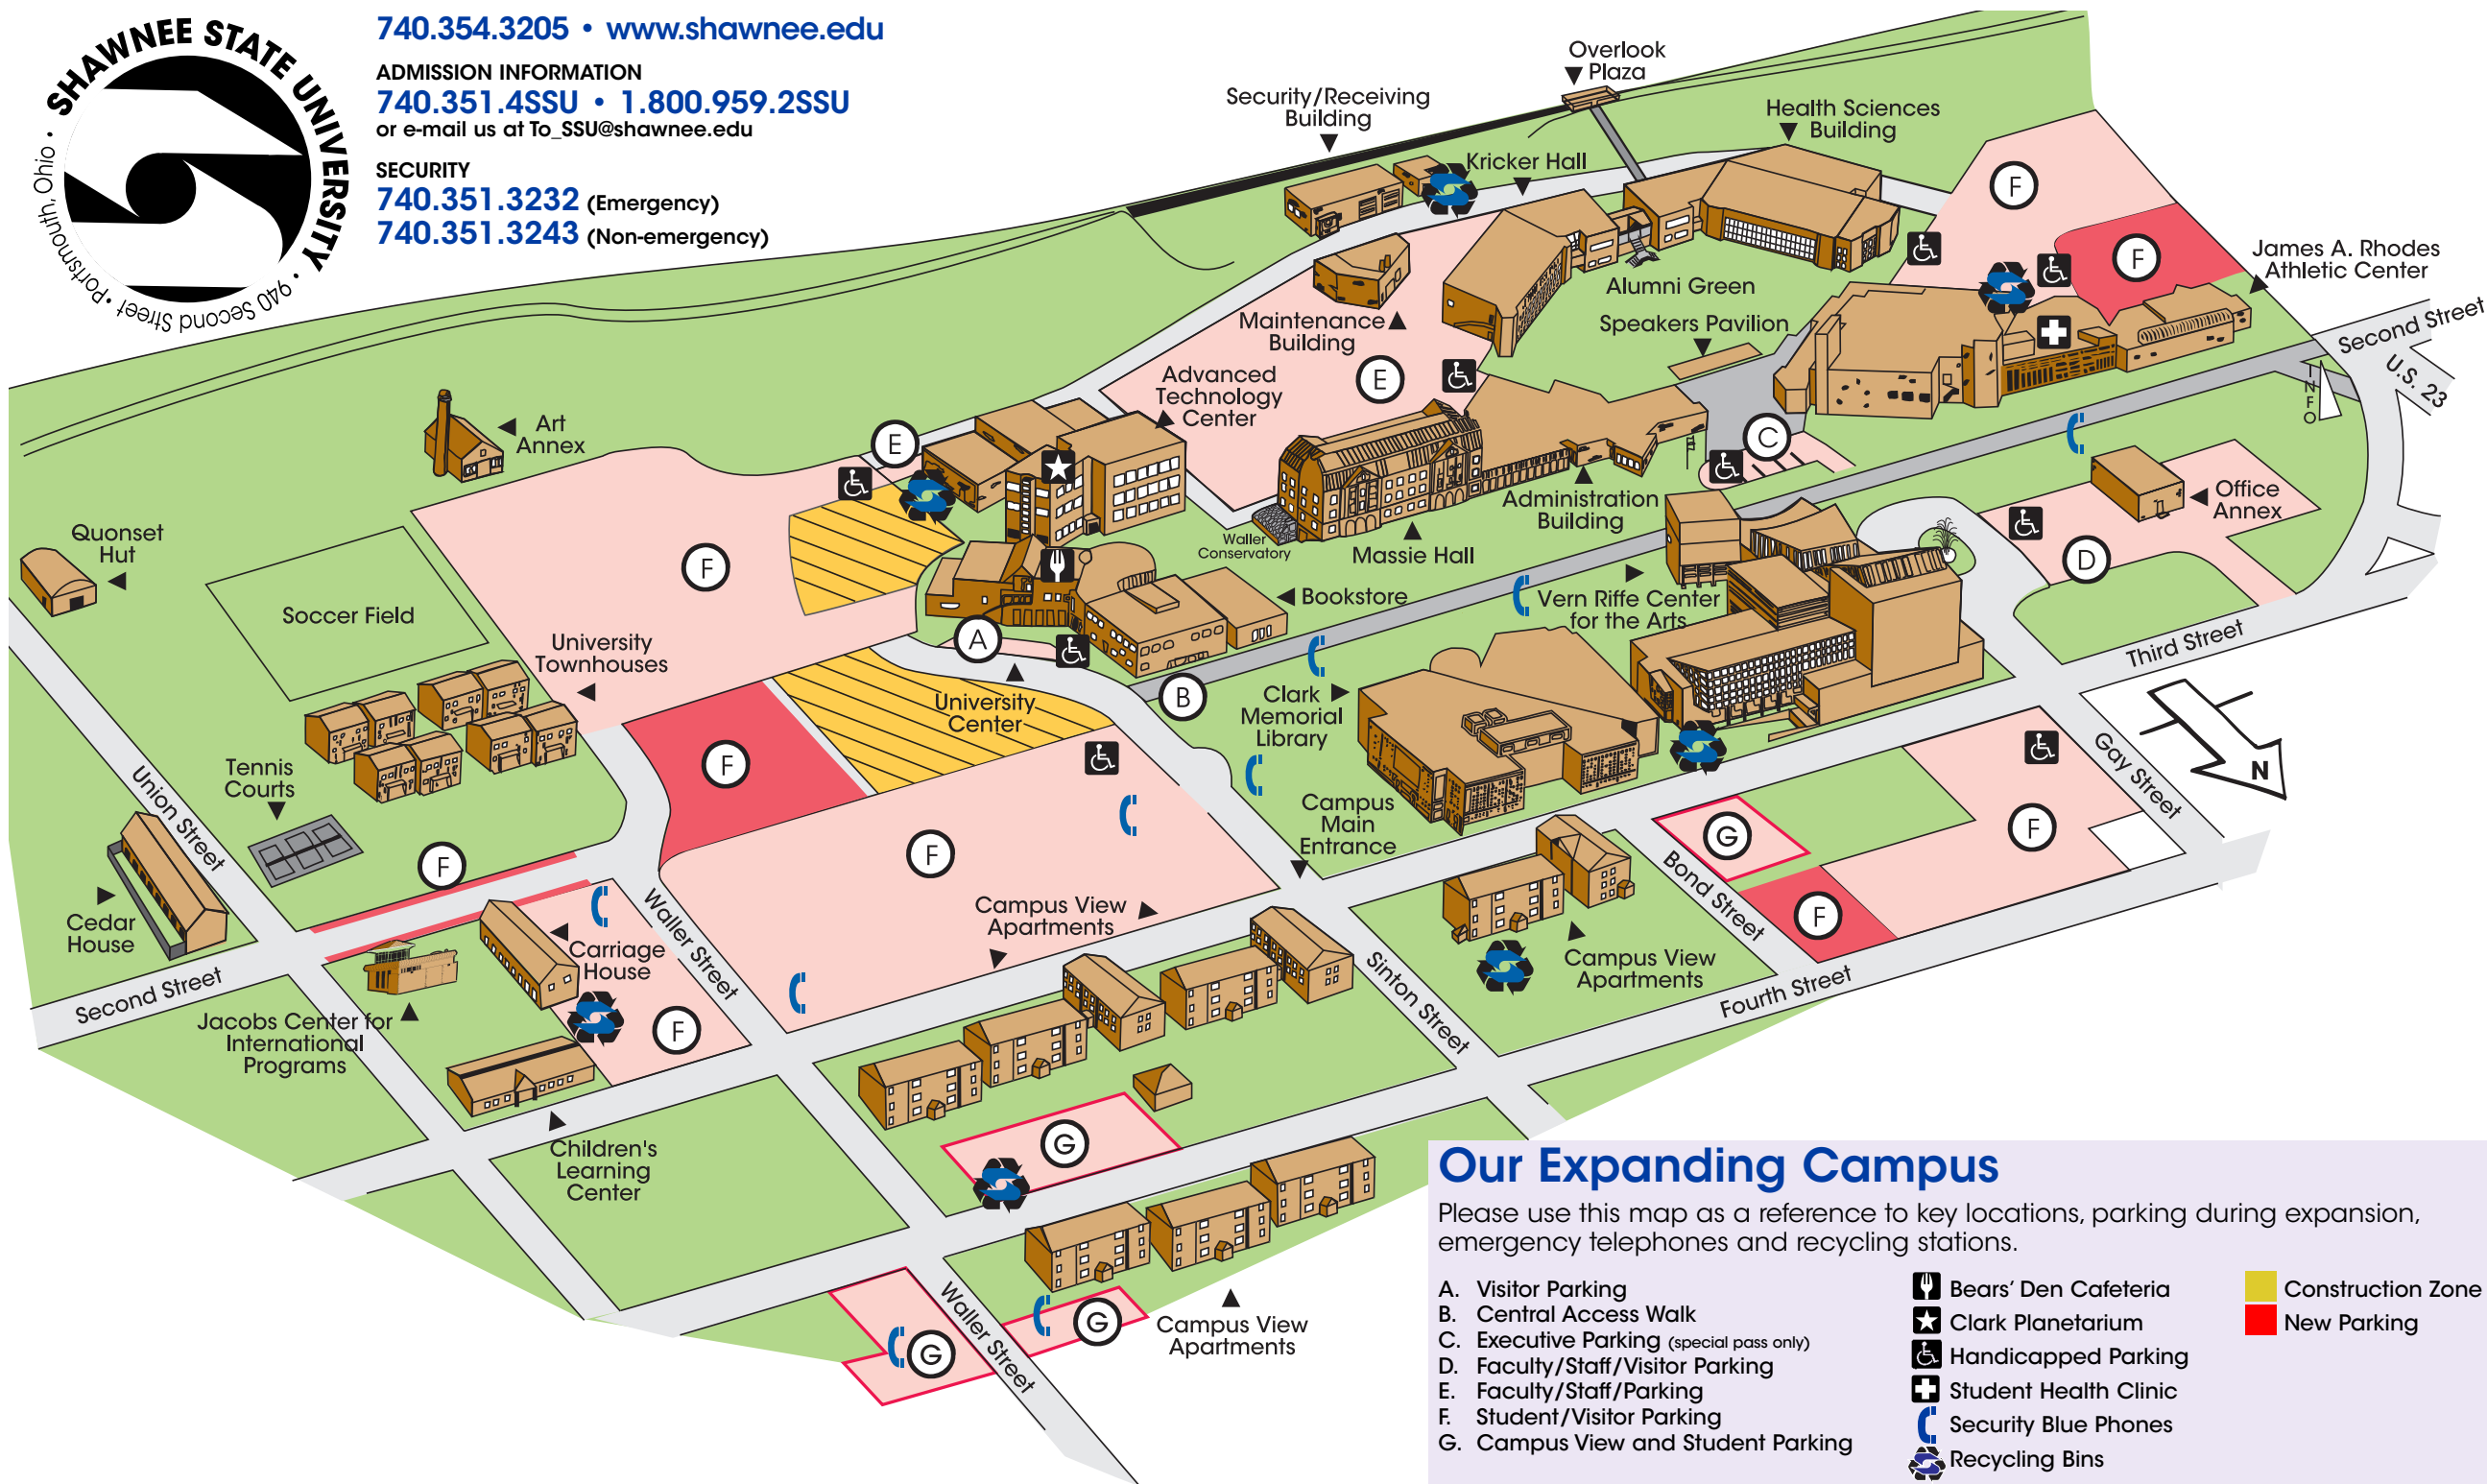 SHAWNEE STATE UNIVERSITY
• 940 Second Street • Portsmouth, Ohio •
740.354.3205 • www.shawnee.edu
ADMISSION INFORMATION
740.351.4SSU • 1.800.959.2SSU
or e-mail us at To_SSU@shawnee.edu
SECURITY
740.351.3232 (Emergency)
740.351.3243 (Non-emergency)
Overlook
Plaza
Security/Receiving
Building
Health Sciences
Building
Kricker Hall
F
F
James A. Rhodes
Athletic Center
Alumni Green
Speakers Pavilion
Maintenance
Building
E
Second Street
U.S. 23
INFO
Advanced
Technology
Center
Art
Annex
E
C
Administration
Building
Office
Annex
Waller
Conservatory
Massie Hall
Quonset
Hut
F
D
Soccer Field
Bookstore
Vern Riffe Center
for the Arts
University
Townhouses
A
Third Street
University
Center
B
Clark
Memorial
Library
Gay Street
N
F
Tennis
Courts
Union Street
Campus
Main
Entrance
F
F
G
F
Bond Street
Cedar
House
Waller Street
Campus View
Apartments
F
Carriage
House
Campus View
Apartments
Sinton Street
Fourth Street
Second Street
Jacobs Center for
International
Programs
F
Children's
Learning
Center
G
G
G
Waller Street
Campus View
Apartments
Our Expanding Campus
Please use this map as a reference to key locations, parking during expansion,
emergency telephones and recycling stations.
A. Visitor Parking
B. Central Access Walk
C. Executive Parking (special pass only)
D. Faculty/Staff/Visitor Parking
E. Faculty/Staff/Parking
F. Student/Visitor Parking
G. Campus View and Student Parking
Bears’ Den Cafeteria
Clark Planetarium
Handicapped Parking
Student Health Clinic
Security Blue Phones
Recycling Bins
Construction Zone
New Parking